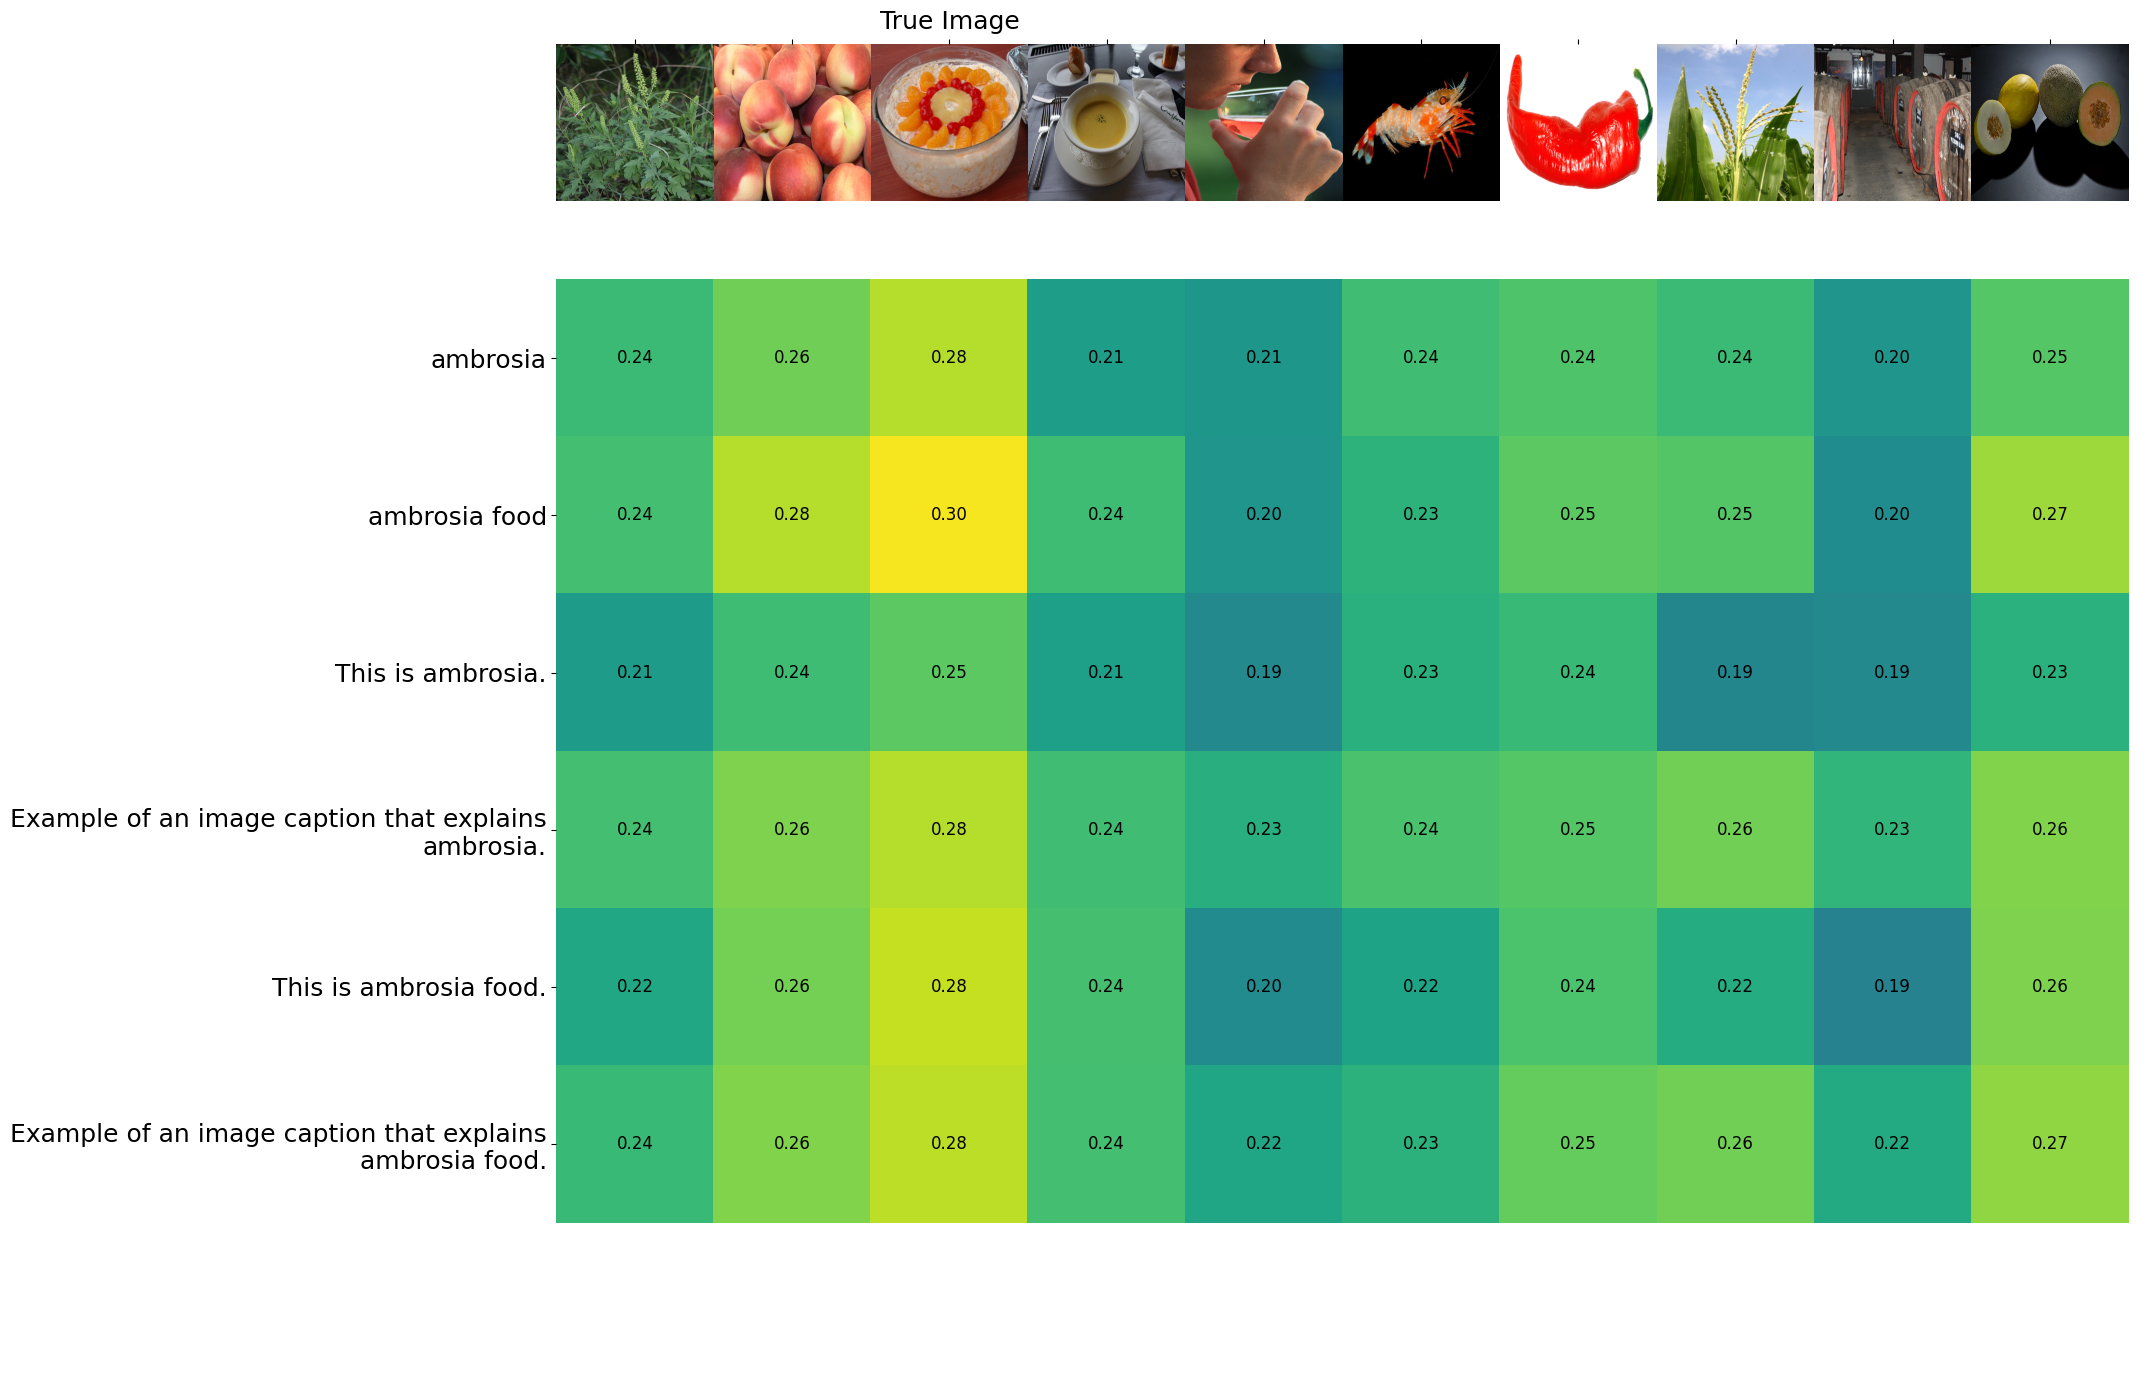 True Image
ambrosia 0.24 0.26 0.28 0.21 0.21 0.24 0.24 0.24 0.20 0.25
ambrosia food 0.24 0.28 0.30 0.24 0.20 0.23 0.25 0.25 0.20 0.27
This is ambrosia. 0.21 0.24 0.25 0.21 0.19 0.23 0.24 0.19 0.19 0.23
Example of an image caption that explains
ambrosia. 0.24 0.26 0.28 0.24 0.23 0.24 0.25 0.26 0.23 0.26
This is ambrosia food. 0.22 0.26 0.28 0.24 0.20 0.22 0.24 0.22 0.19 0.26
Example of an image caption that explains
ambrosia food. 0.24 0.26 0.28 0.24 0.22 0.23 0.25 0.26 0.22 0.27